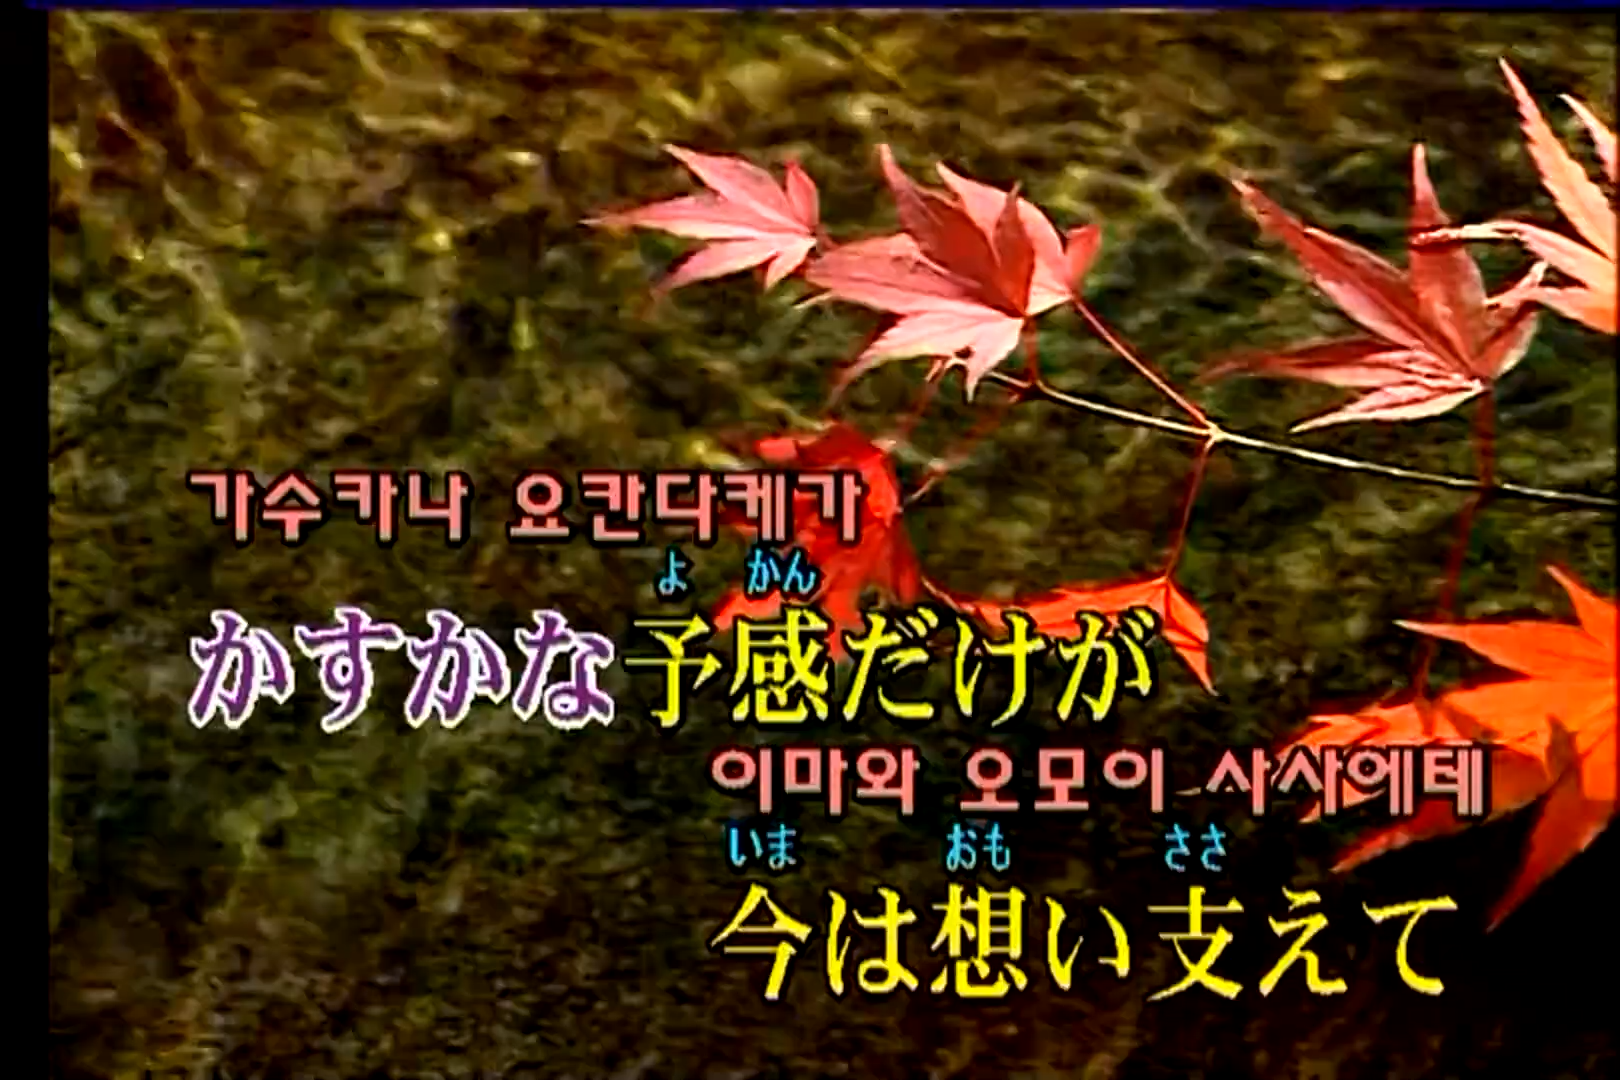 가수카나 요칸다케가
よ かん
かすかな予感だけが
이마와 오모이 사사에테
いま おも ささ
今は想い支えて